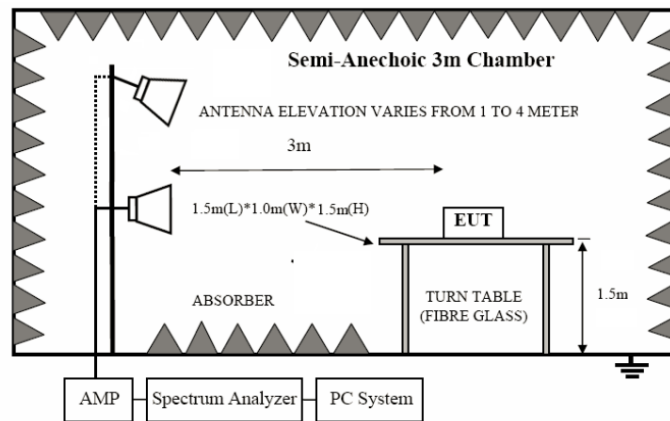 Semi-Anechoic 3m Chamber
ANTENNA ELEVATION VARIES FROM 1 TO 4 METER
3m
1.5m(L)*1.0m(W)*1.5m(H)
EUT
ABSORBER
TURN TABLE
(FIBRE GLASS)
1.5m
AMP
Spectrum Analyzer
PC System